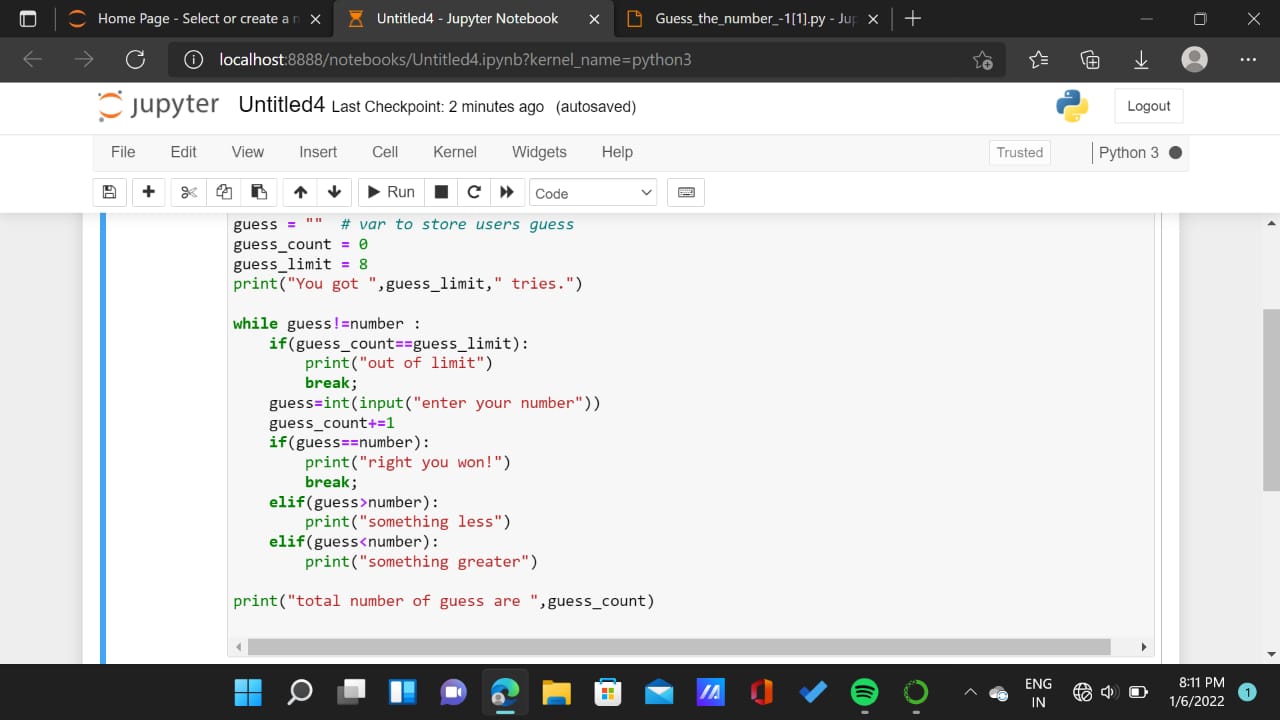 Home Page - Select or create a n
Untitled4 - Jupyter Notebook
Guess_the_number_-1[1].py - Jup
localhost:8888/notebooks/Untitled4.ipynb?kernel_name=python3
jupyter Untitled4 Last Checkpoint: 2 minutes ago (autosaved)
Logout
File Edit View Insert Cell Kernel Widgets Help
Trusted
Python 3
Run
Code
guess = "" # var to store users guess
guess_count = 0
guess_limit = 8
print("You got ",guess_limit," tries.")
while guess!=number :
if(guess_count==guess_limit):
print("out of limit")
break;
guess=int(input("enter your number"))
guess_count+=1
if(guess==number):
print("right you won!")
break;
elif(guess>number):
print("something less")
elif(guess<number):
print("something greater")
print("total number of guess are ",guess_count)
ENG
IN
8:11 PM
1/6/2022
1